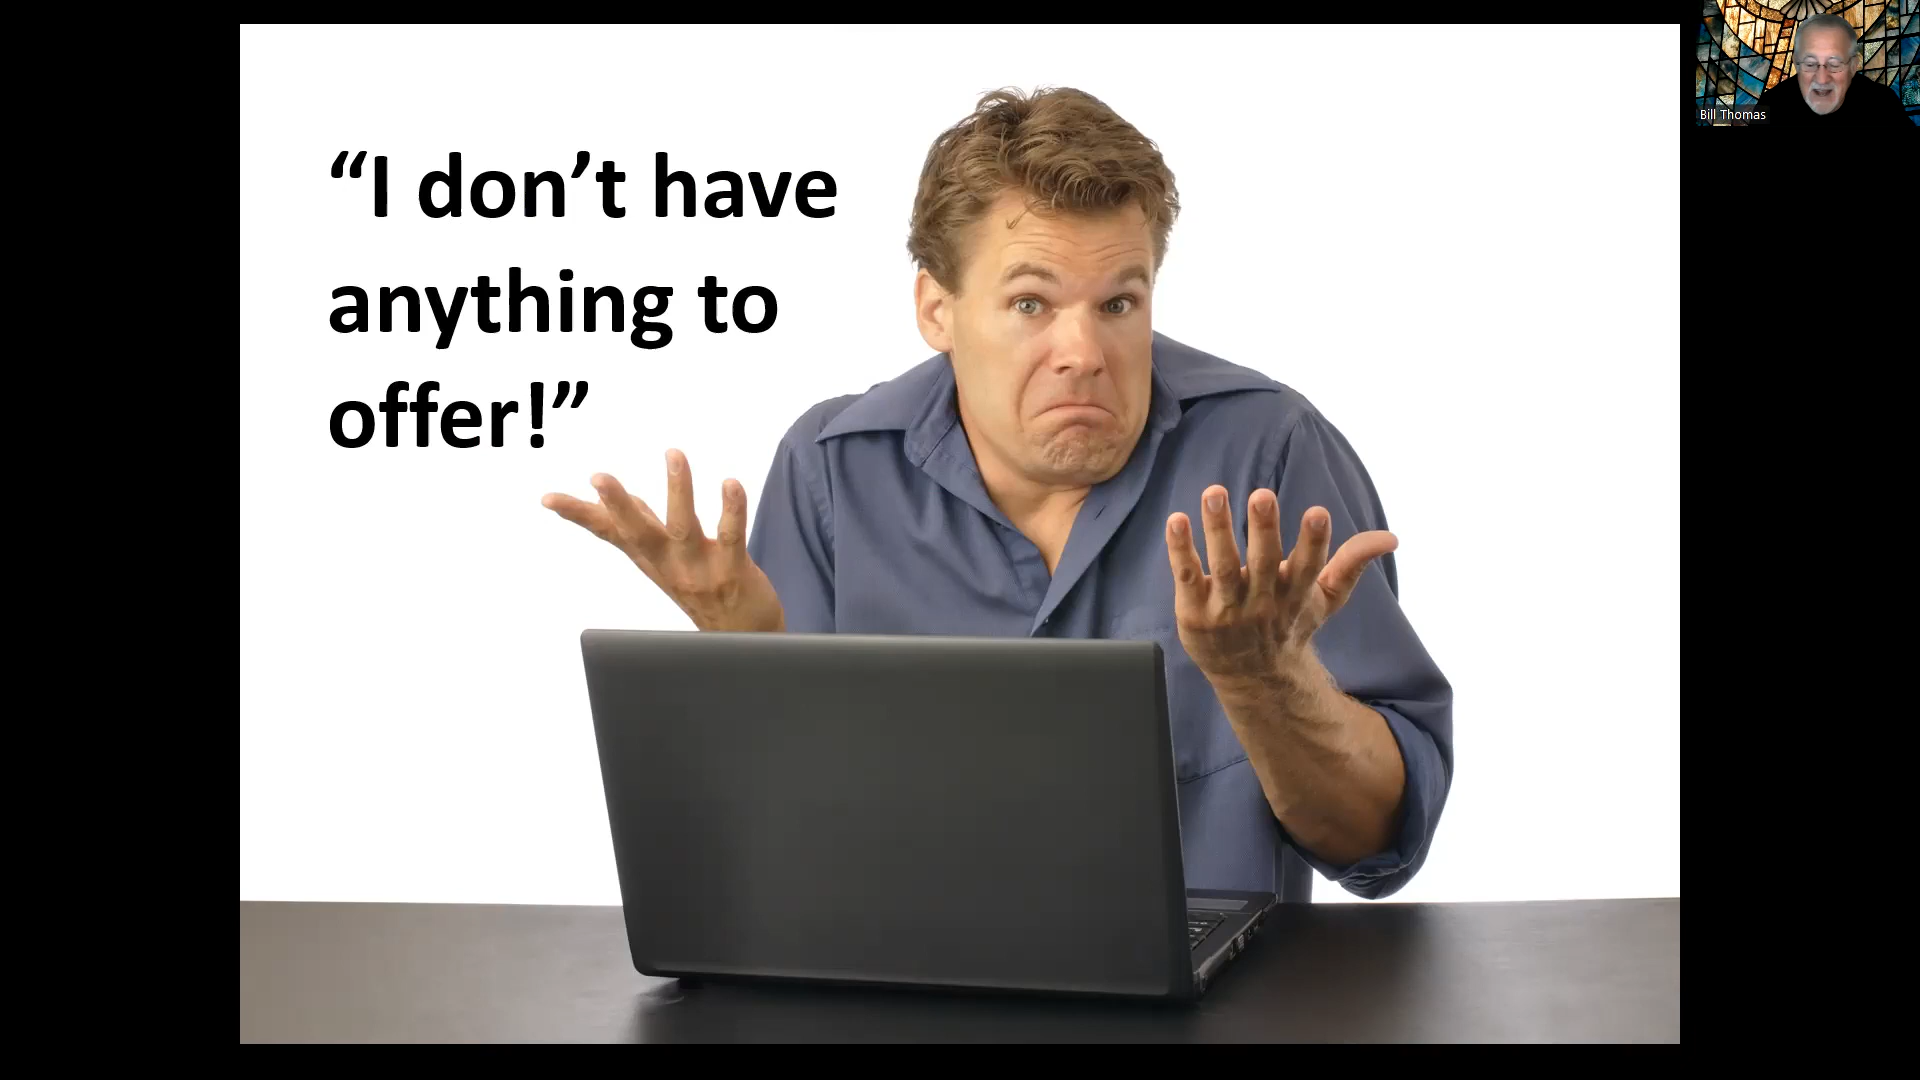 “I don’t have
anything to
offer!”
Bill Thomas